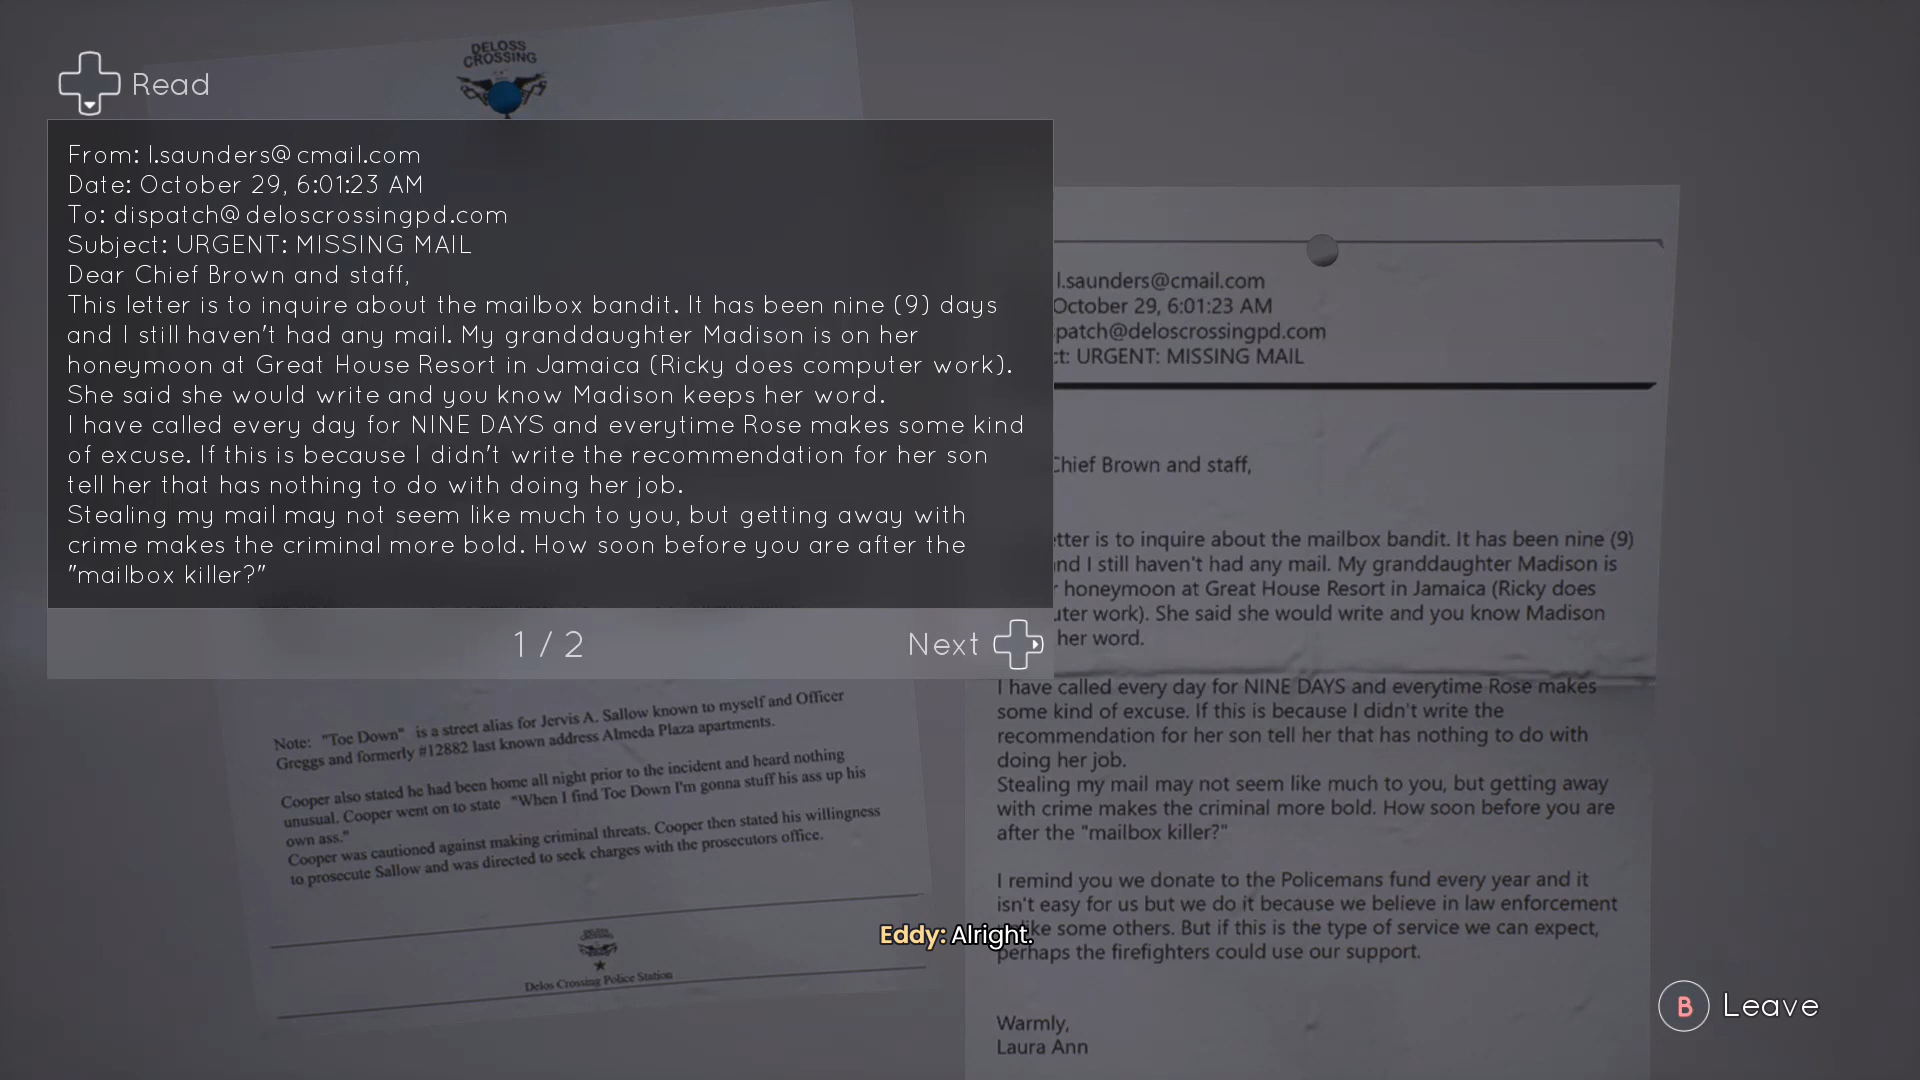 DELOSS
CROSSING
Read
From: l.saunders@cmail.com
Date: October 29, 6:01:23 AM
To: dispatch@deloscrossingpd.com
Subject: URGENT: MISSING MAIL
Dear Chief Brown and staff,
This letter is to inquire about the mailbox bandit. It has been nine (9) days
and I still haven't had any mail. My granddaughter Madison is on her
honeymoon at Great House Resort in Jamaica (Ricky does computer work).
She said she would write and you know Madison keeps her word.
I have called every day for NINE DAYS and everytime Rose makes some kind
of excuse. If this is because I didn't write the recommendation for her son
tell her that has nothing to do with doing her job.
Stealing my mail may not seem like much to you, but getting away with
crime makes the criminal more bold. How soon before you are after the
"mailbox killer?"
1 / 2
Next
Note: "Toe Down" is a street alias for Jervis A. Sallow known to myself and Officer
Greggs and formerly #12882 last known address Almeda Plaza apartments.
Cooper also stated he had been home all night prior to the incident and heard nothing
unusual. Cooper went on to state "When I find Toe Down I'm gonna stuff his ass up his
own ass."
Cooper was cautioned against making criminal threats. Cooper then stated his willingness
to prosecute Sallow and was directed to seek charges with the prosecutors office.
DELOSS
CROSSING
Delos Crossing Police Station
l.saunders@cmail.com
October 29, 6:01:23 AM
spatch@deloscrossingpd.com
ct: URGENT: MISSING MAIL
Chief Brown and staff,
etter is to inquire about the mailbox bandit. It has been nine (9)
and I still haven't had any mail. My granddaughter Madison is
r honeymoon at Great House Resort in Jamaica (Ricky does
uter work). She said she would write and you know Madison
her word.
I have called every day for NINE DAYS and everytime Rose makes
some kind of excuse. If this is because I didn't write the
recommendation for her son tell her that has nothing to do with
doing her job.
Stealing my mail may not seem like much to you, but getting away
with crime makes the criminal more bold. How soon before you are
after the "mailbox killer?"
I remind you we donate to the Policemans fund every year and it
isn't easy for us but we do it because we believe in law enforcement
like some others. But if this is the type of service we can expect,
perhaps the firefighters could use our support.
Warmly,
Laura Ann
Eddy: Alright.
B Leave